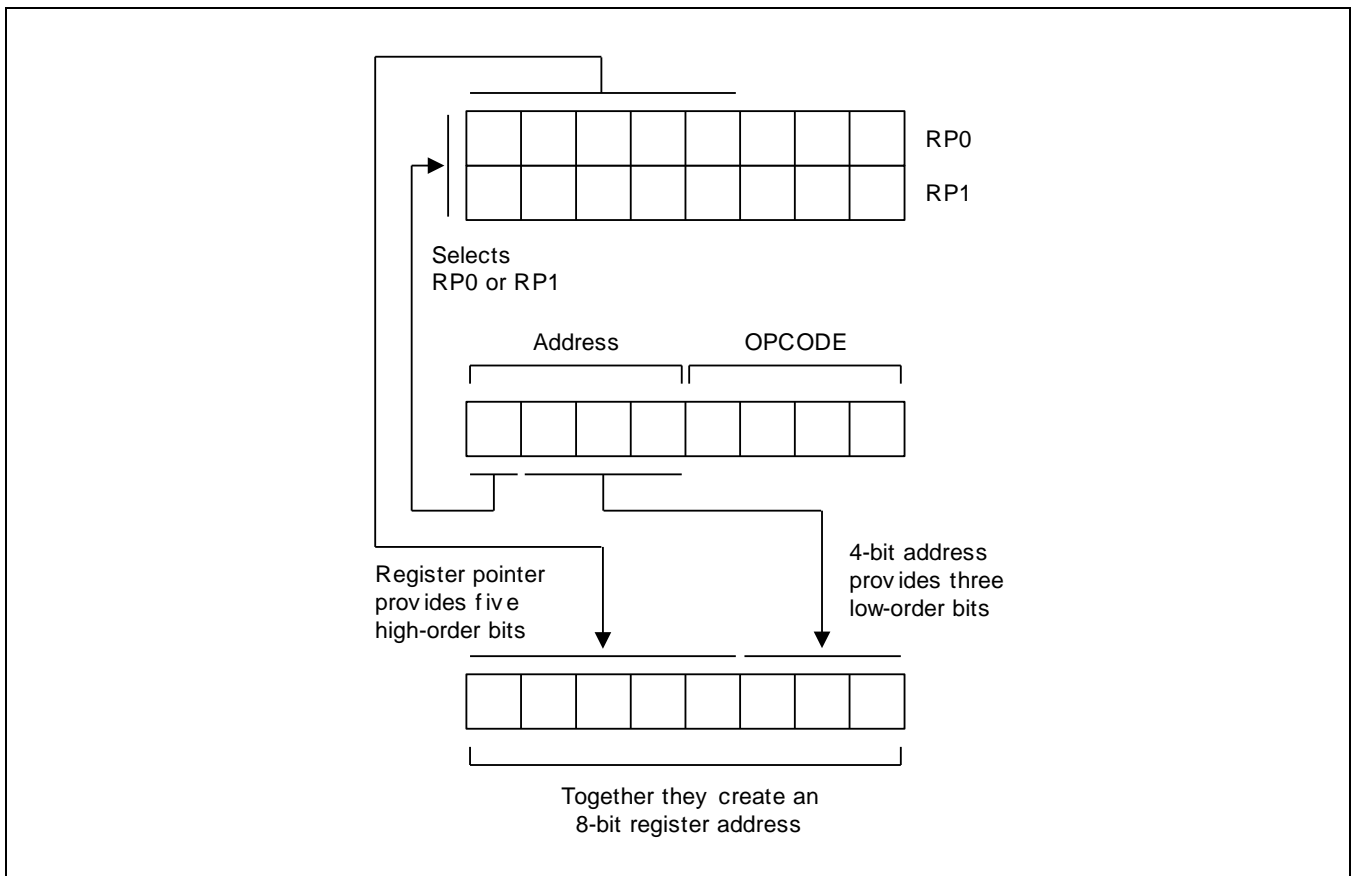 RP0
RP1
Selects
RP0 or RP1
Address OPCODE
Register pointer
provides five
high-order bits
4-bit address
provides three
low-order bits
Together they create an
8-bit register address